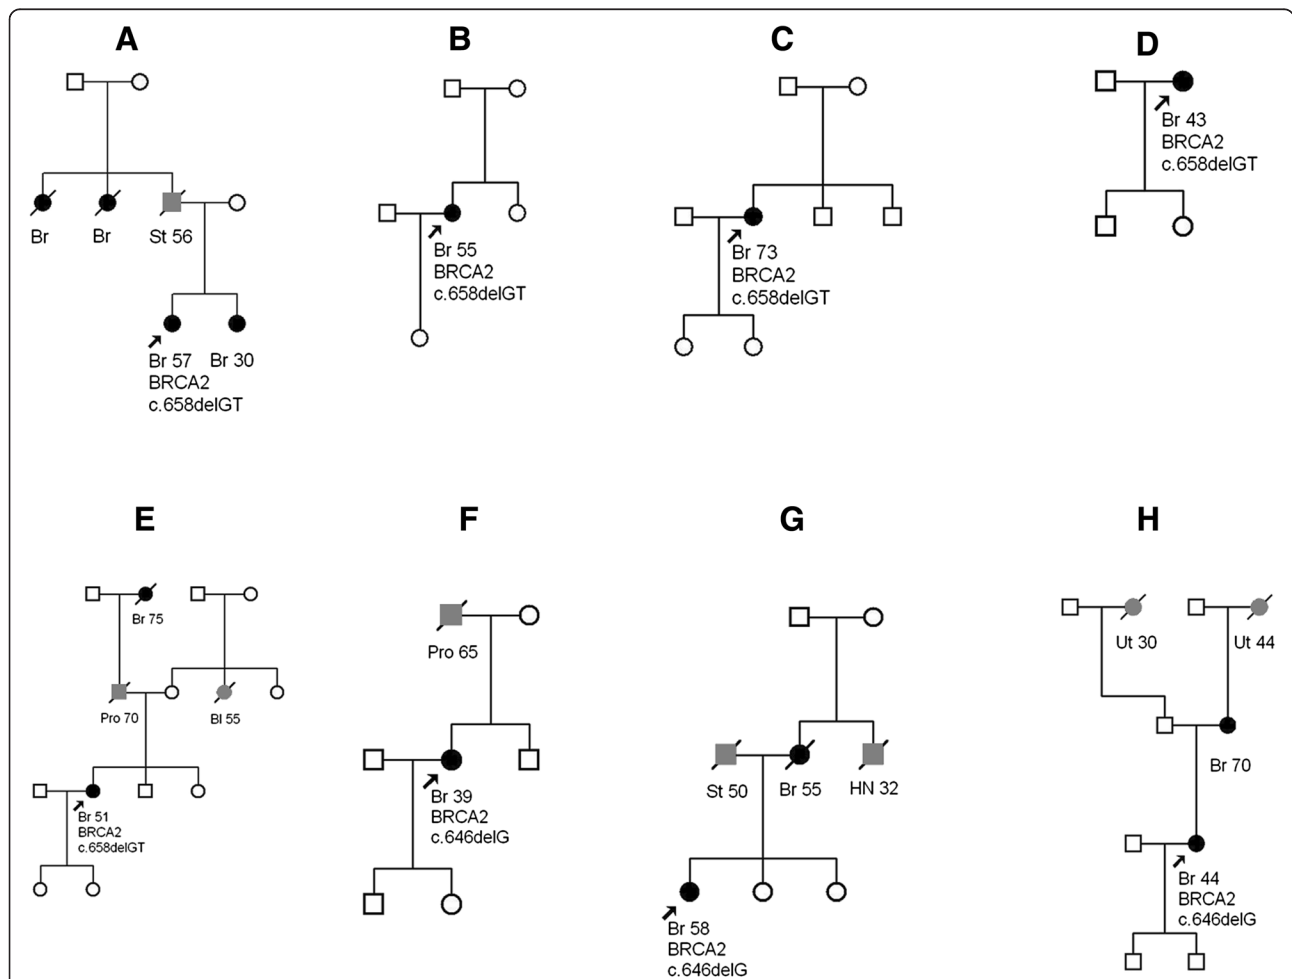 A
B
C
D
Br
Br
St 56
Br 57
BRCA2
c.658delGT
Br 30
Br 55
BRCA2
c.658delGT
Br 73
BRCA2
c.658delGT
Br 43
BRCA2
c.658delGT
E
F
G
H
Br 75
Pro 70
Bl 55
Br 51
BRCA2
c.658delGT
Pro 65
Br 39
BRCA2
c.646delG
St 50
Br 55
HN 32
Br 58
BRCA2
c.646delG
Ut 30
Ut 44
Br 70
Br 44
BRCA2
c.646delG